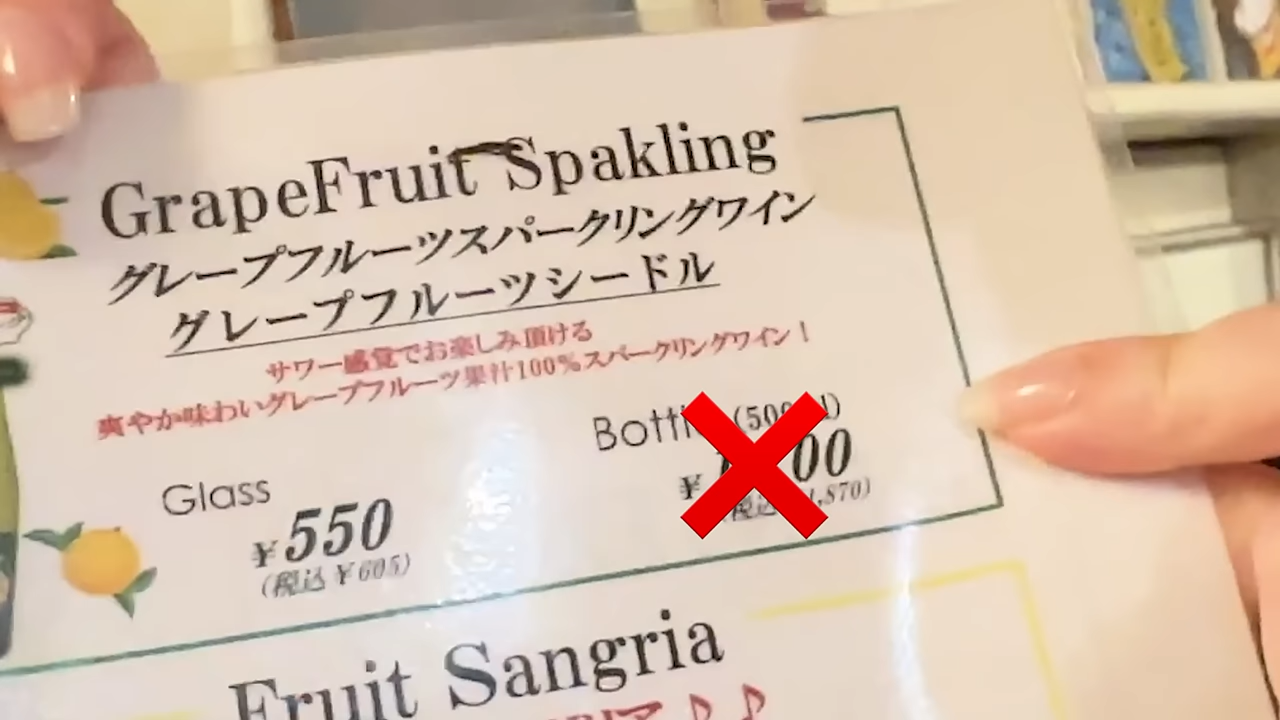 GrapeFruit Spakling
グレープフルーツスパークリングワイン
グレープフルーツシードル
サワー感覚でお楽しみ頂ける
爽やか味わいグレープフルーツ果汁100%スパークリングワイン！
Glass
¥550
(税込 ¥605)
¥
Fruit Sangria
♪♪